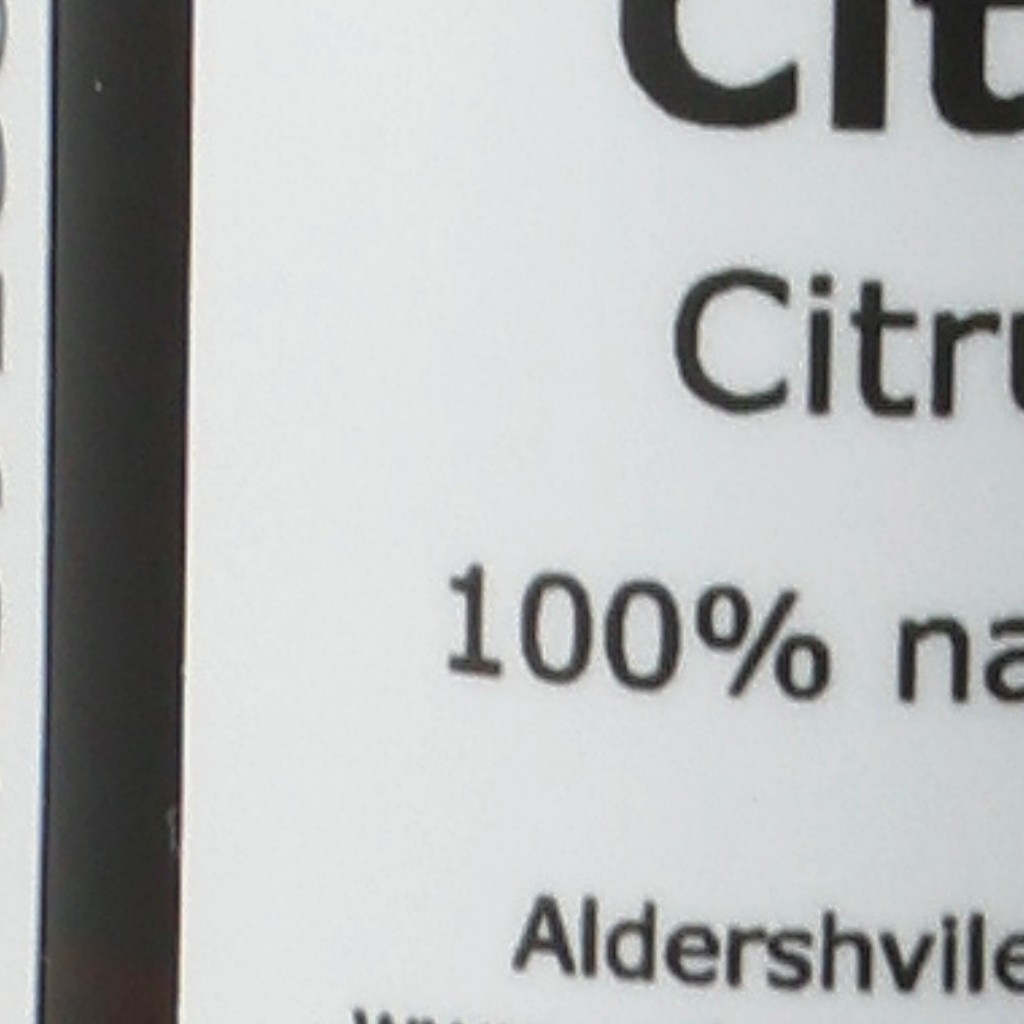 Cit
Citru
100% na
Aldershvile